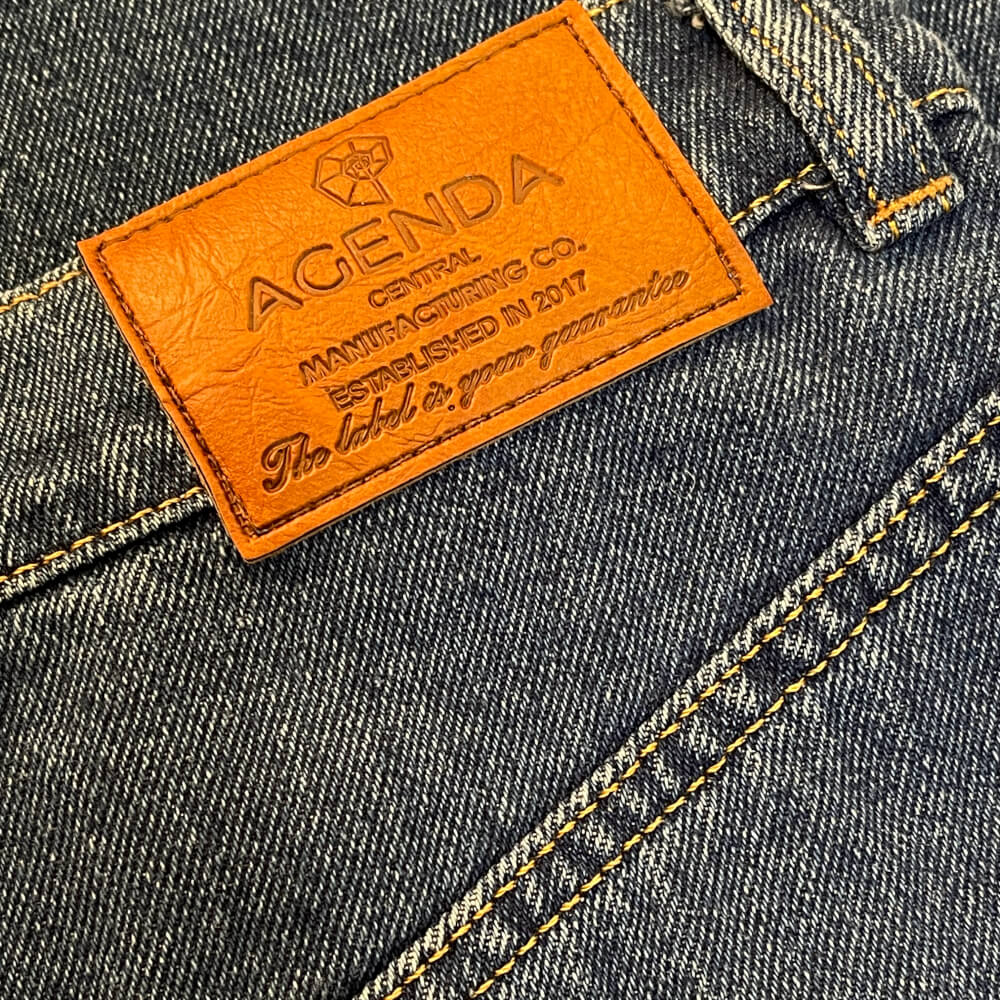 AGENDA
CENTRAL
MANUFACTURING CO.
ESTABLISHED IN 2017
The label is your guarantee